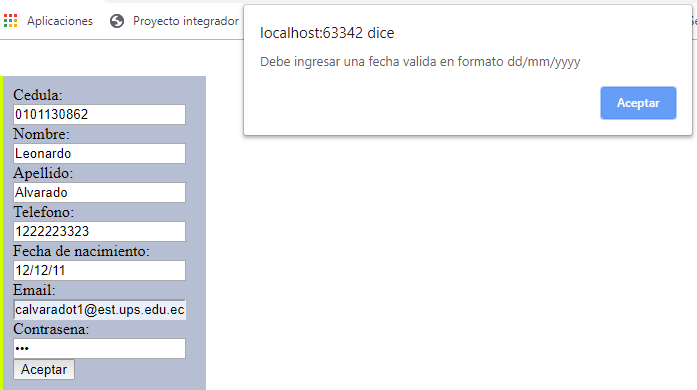 Aplicaciones Proyecto integrador
localhost:63342 dice
Debe ingresar una fecha valida en formato dd/mm/yyyy
Aceptar
Cedula:
0101130862
Nombre:
Leonardo
Apellido:
Alvarado
Telefono:
1222223323
Fecha de nacimiento:
12/12/11
Email:
calvaradot1@est.ups.edu.ec
Contrasena:
•••
Aceptar